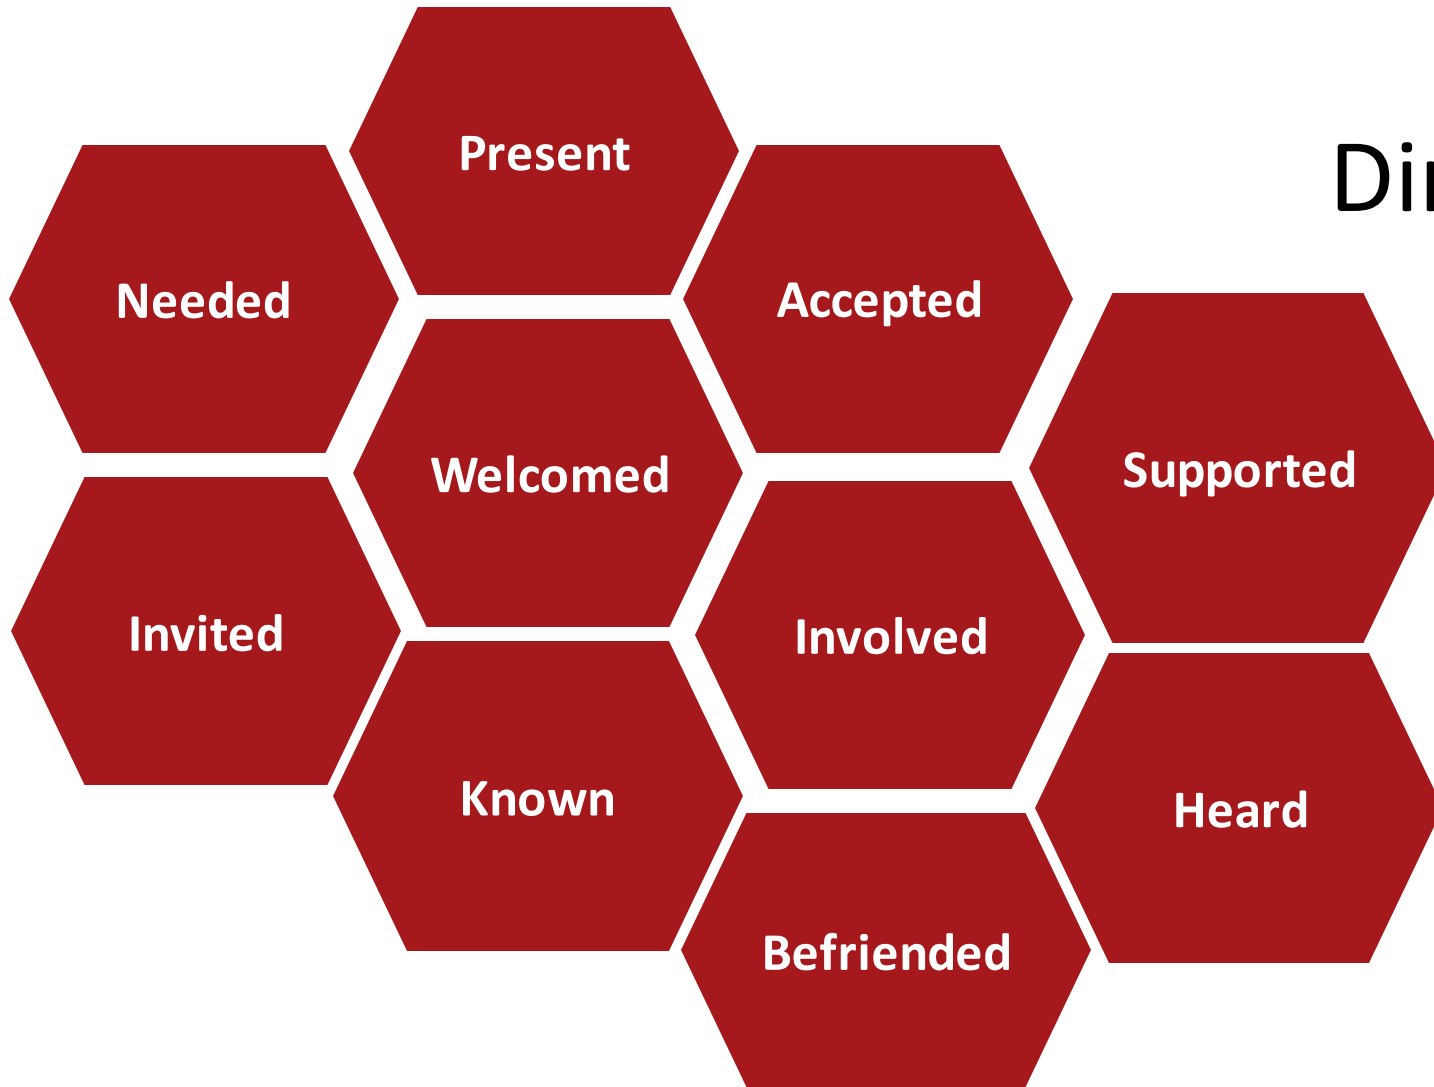 Present
Needed
Accepted
Supported
Welcomed
Invited
Involved
Known
Heard
Befriended